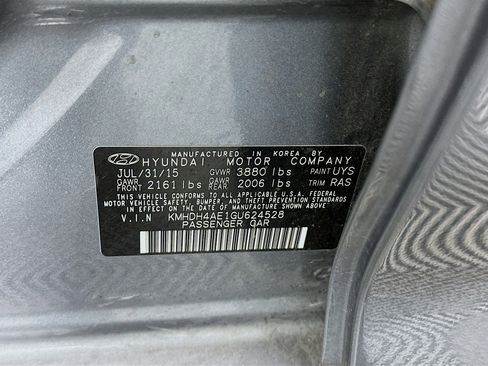 MANUFACTURED IN KOREA BY
HYUNDAI MOTOR COMPANY
JUL/31/15 GVWR 3880 lbs PAINT UYS
GAWR FRONT 2161 lbs GAWR REAR 2006 lbs TRIM RAS
THIS VEHICLE CONFORMS TO ALL APPLICABLE U.S.A. FEDERAL
MOTOR VEHICLE SAFETY, BUMPER, AND THEFT PREVENTION STANDARDS
IN EFFECT ON THE DATE OF MANUFACTURE SHOWN ABOVE
V.I.N KMHDH4AE1GU624528
PASSENGER CAR